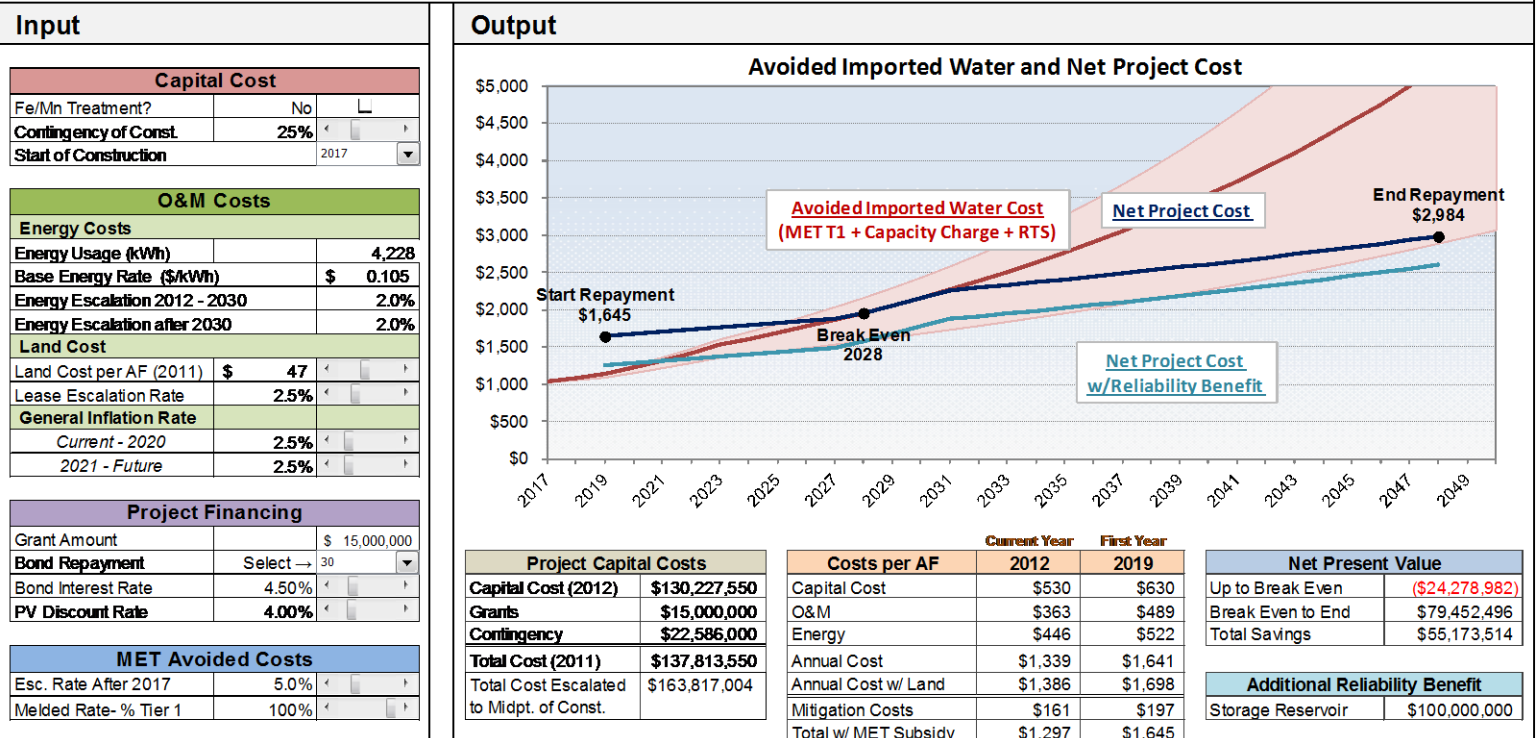 Input
Capital Cost
Fe/Mn Treatment? No
Contingency of Const. 25%
Start of Construction 2017
O&M Costs
Energy Costs
Energy Usage (kWh) 4,228
Base Energy Rate ($/kWh) $ 0.105
Energy Escalation 2012 - 2030 2.0%
Energy Escalation after 2030 2.0%
Land Cost
Land Cost per AF (2011) $ 47
Lease Escalation Rate 2.5%
General Inflation Rate
Current - 2020 2.5%
2021 - Future 2.5%
Project Financing
Grant Amount $ 15,000,000
Bond Repayment Select → 30
Bond Interest Rate 4.50%
PV Discount Rate 4.00%
MET Avoided Costs
Esc. Rate After 2017 5.0%
Melded Rate- % Tier 1 100%
Output
Avoided Imported Water and Net Project Cost
$5,000
$4,500
$4,000
$3,500
$3,000
$2,500
$2,000
$1,500
$1,000
$500
$0
Avoided Imported Water Cost
(MET T1 + Capacity Charge + RTS)
Net Project Cost
End Repayment
$2,984
Start Repayment
$1,645
Break Even
2028
Net Project Cost
w/Reliability Benefit
2017 2019 2021 2023 2025 2027 2029 2031 2033 2035 2037 2039 2041 2043 2045 2047 2049
Project Capital Costs
Capital Cost (2012) $130,227,550
Grants $15,000,000
Contingency $22,586,000
Total Cost (2011) $137,813,550
Total Cost Escalated $163,817,004
to Midpt. of Const.
Current Year First Year
Costs per AF 2012 2019
Capital Cost $530 $630
O&M $363 $489
Energy $446 $522
Annual Cost $1,339 $1,641
Annual Cost w/ Land $1,386 $1,698
Mitigation Costs $161 $197
Total w/ MET Subsidy $1,297 $1,645
Net Present Value
Up to Break Even ($24,278,982)
Break Even to End $79,452,496
Total Savings $55,173,514
Additional Reliability Benefit
Storage Reservoir $100,000,000